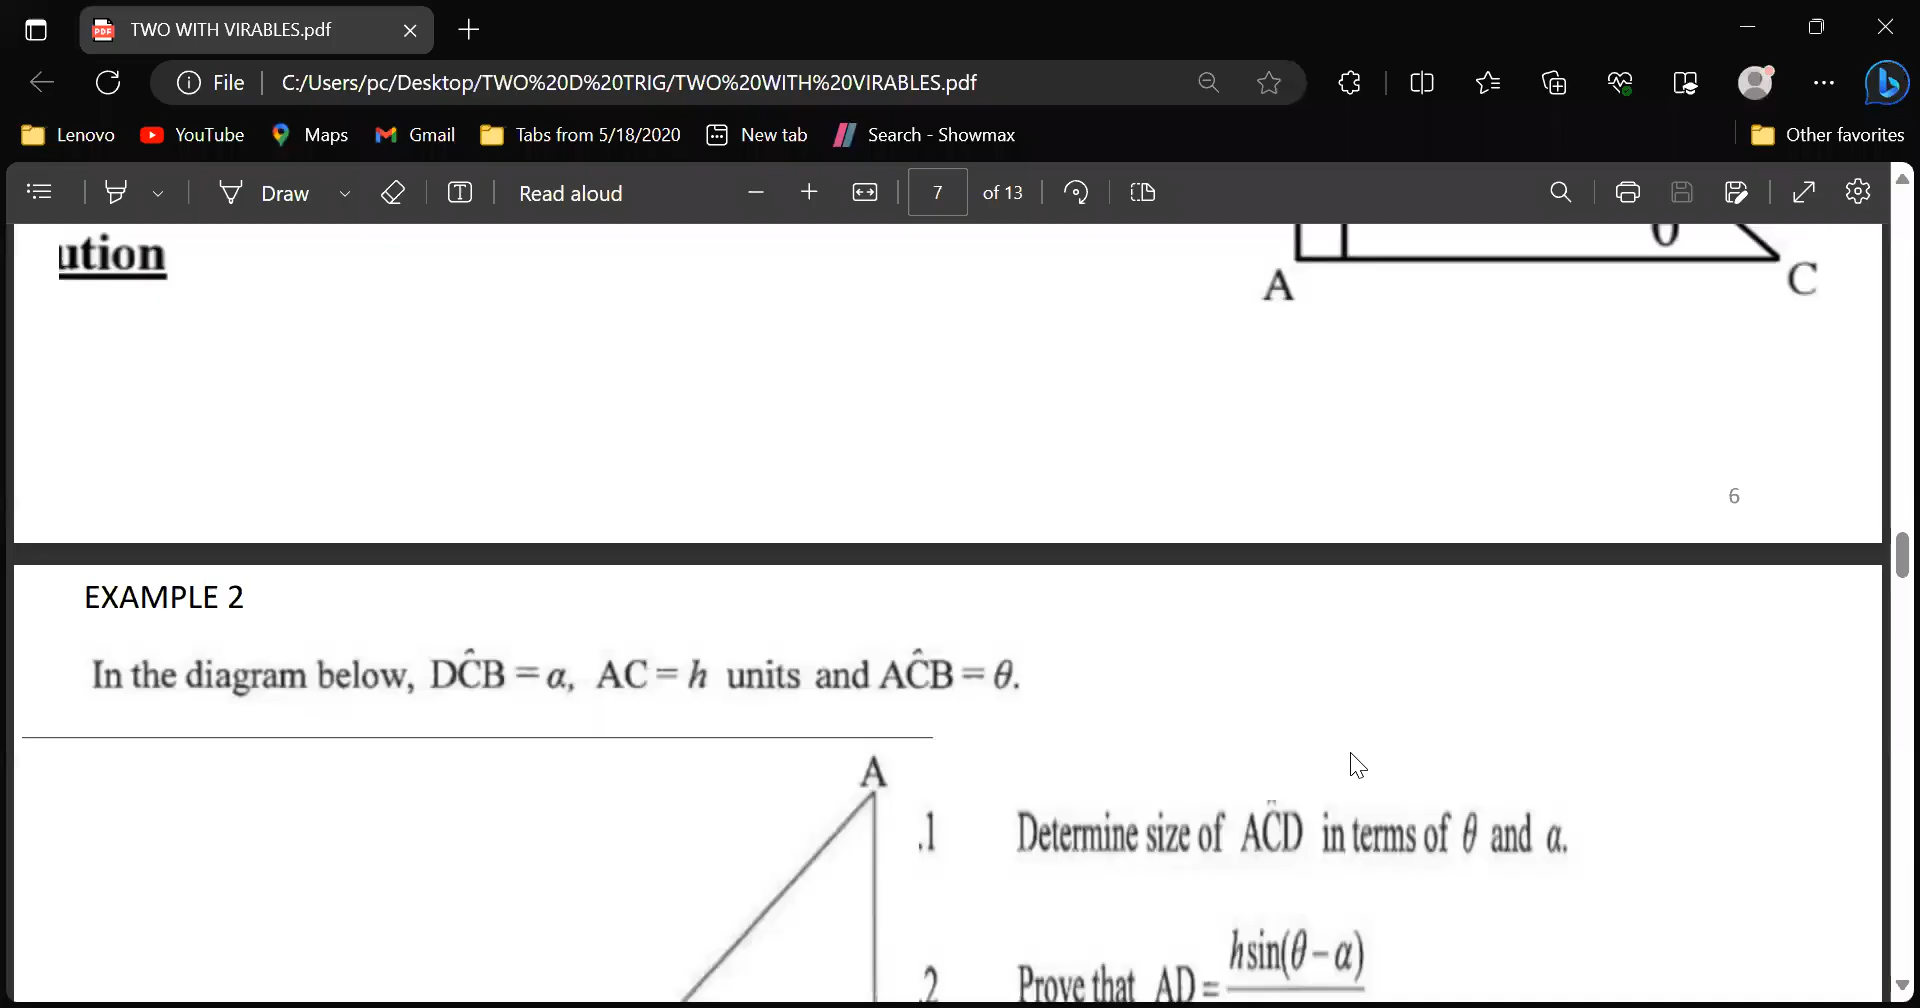 TWO WITH VIRABLES.pdf
File C:/Users/pc/Desktop/TWO%20D%20TRIG/TWO%20WITH%20VIRABLES.pdf
Lenovo YouTube Maps Gmail Tabs from 5/18/2020 New tab Search - Showmax Other favorites
Draw Read aloud 7 of 13
ution
θ
A C
6
EXAMPLE 2
In the diagram below, DĈB = α, AC = h units and AĈB = θ.
A
.1 Determine size of AĈD in terms of θ and α.
.2 Prove that AD = h sin(θ – α)